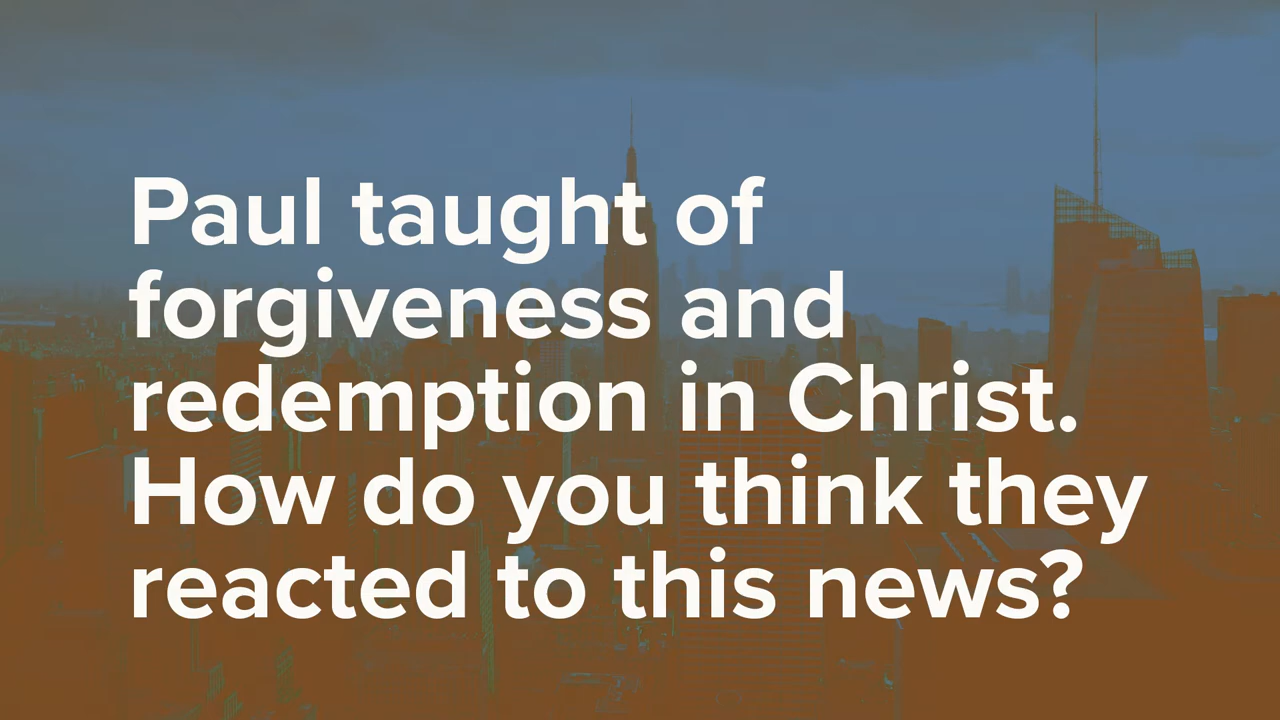 Paul taught of
forgiveness and
redemption in Christ.
How do you think they
reacted to this news?